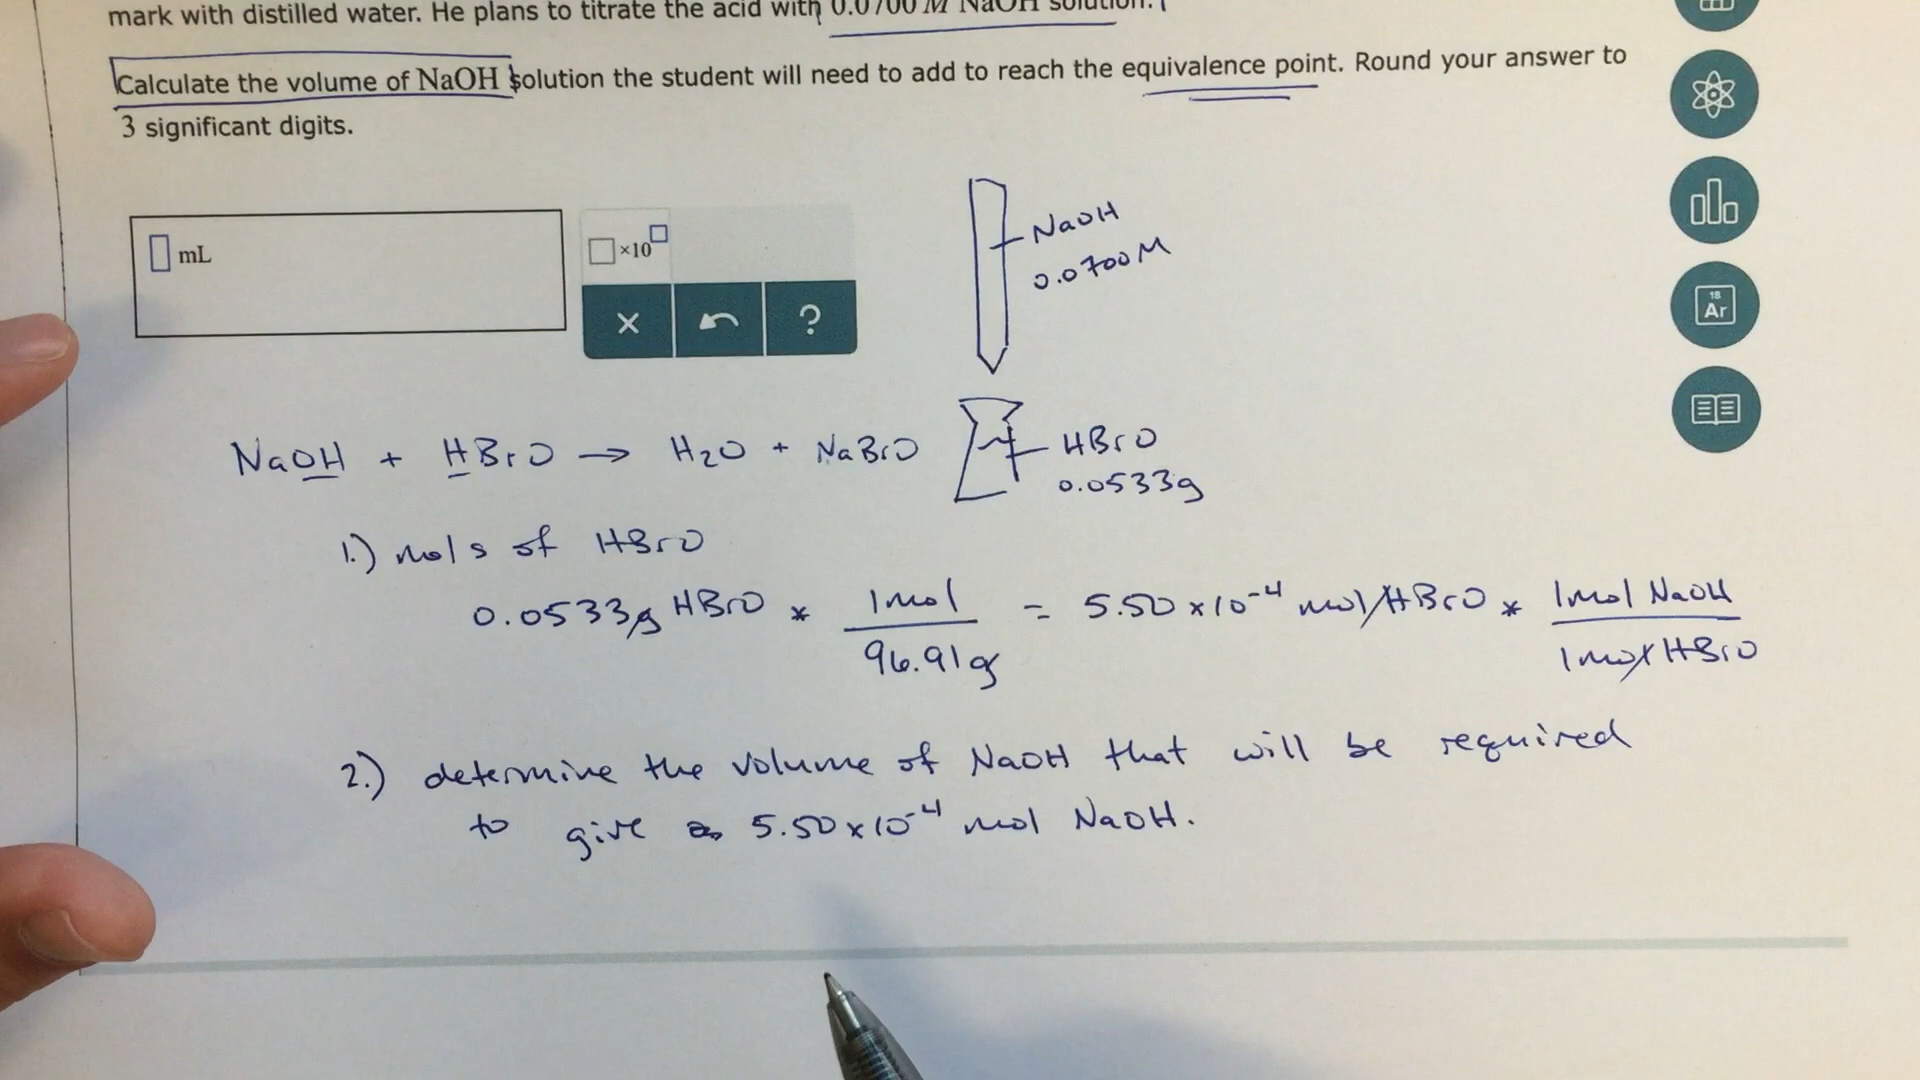 mark with distilled water. He plans to titrate the acid with 0.0700 M NaOH solution.
Calculate the volume of NaOH solution the student will need to add to reach the equivalence point. Round your answer to
3 significant digits.
mL
×10
×
?
NaOH
0.0700M
18
Ar
NaOH + HBrO → H₂O + NaBrO
HBrO
0.0533g
1.) mols of HBrO
0.0533g HBrO * 1mol / 96.91g = 5.50 x 10⁻⁴ mol HBrO * 1mol NaOH / 1mol HBrO
2.) determine the volume of NaOH that will be required
to give 5.50 x 10⁻⁴ mol NaOH.